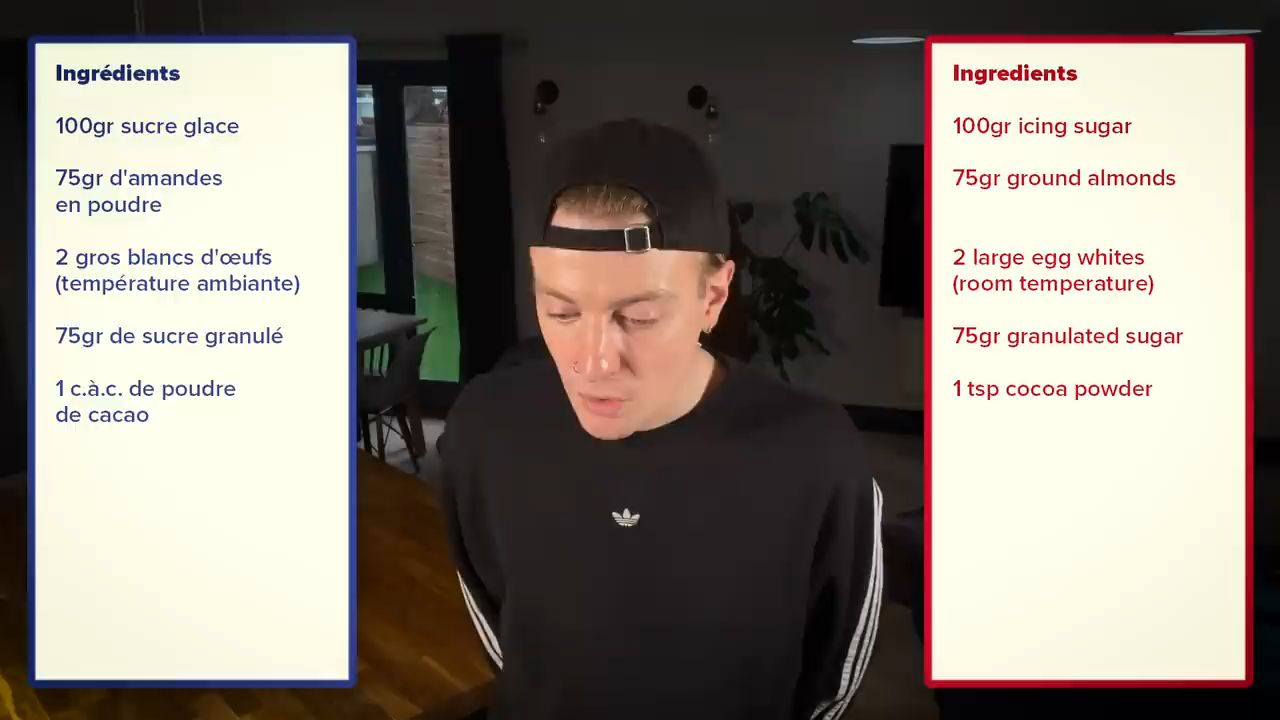 Ingrédients
100gr sucre glace
75gr d'amandes
en poudre
2 gros blancs d'œufs
(température ambiante)
75gr de sucre granulé
1 c.à.c. de poudre
de cacao
Ingredients
100gr icing sugar
75gr ground almonds
2 large egg whites
(room temperature)
75gr granulated sugar
1 tsp cocoa powder